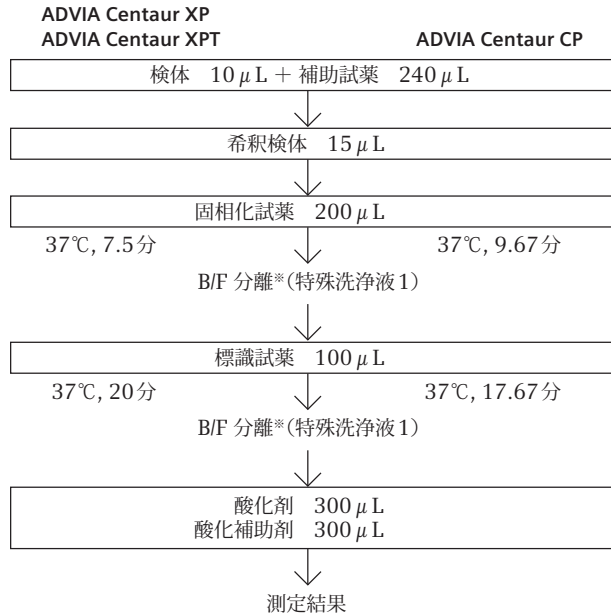 ADVIA Centaur XP
ADVIA Centaur XPT ADVIA Centaur CP
検体 10μL + 補助試薬 240μL
希釈検体 15μL
固相化試薬 200μL
37℃, 7.5分 37℃, 9.67分
B/F 分離※(特殊洗浄液1)
標識試薬 100μL
37℃, 20分 37℃, 17.67分
B/F 分離※(特殊洗浄液1)
酸化剤 300μL
酸化補助剤 300μL
測定結果